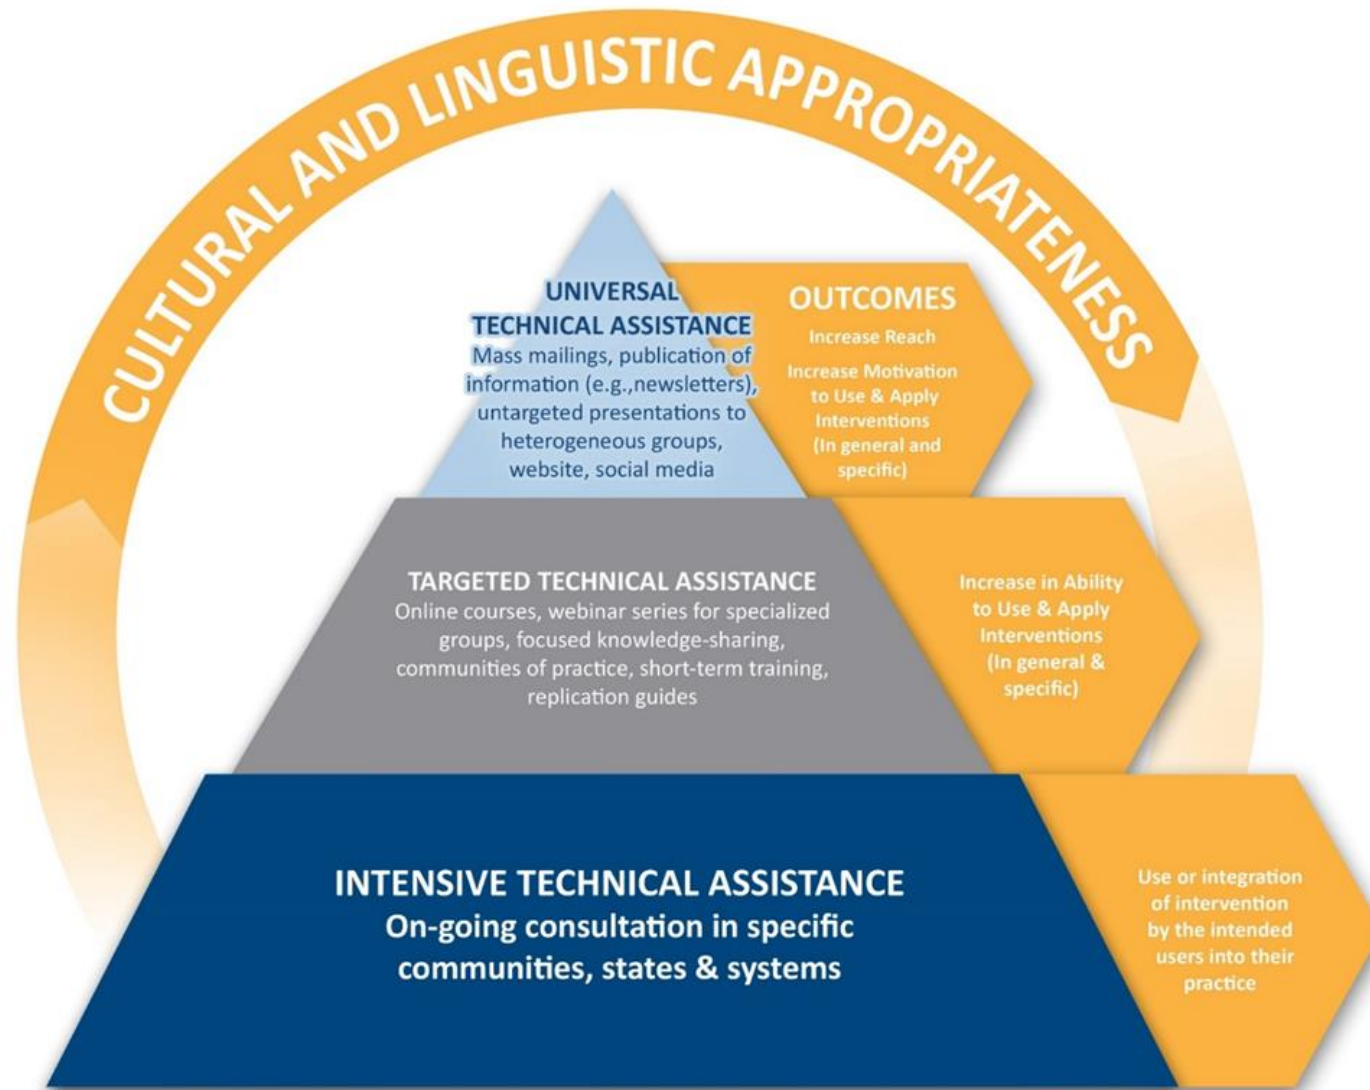 CULTURAL AND LINGUISTIC APPROPRIATENESS
UNIVERSAL
TECHNICAL ASSISTANCE
Mass mailings, publication of
information (e.g.,newsletters),
untargeted presentations to
heterogeneous groups,
website, social media
OUTCOMES
Increase Reach
Increase Motivation
to Use & Apply
Interventions
(In general and
specific)
TARGETED TECHNICAL ASSISTANCE
Online courses, webinar series for specialized
groups, focused knowledge-sharing,
communities of practice, short-term training,
replication guides
Increase in Ability
to Use & Apply
Interventions
(In general &
specific)
INTENSIVE TECHNICAL ASSISTANCE
On-going consultation in specific
communities, states & systems
Use or integration
of intervention
by the intended
users into their
practice